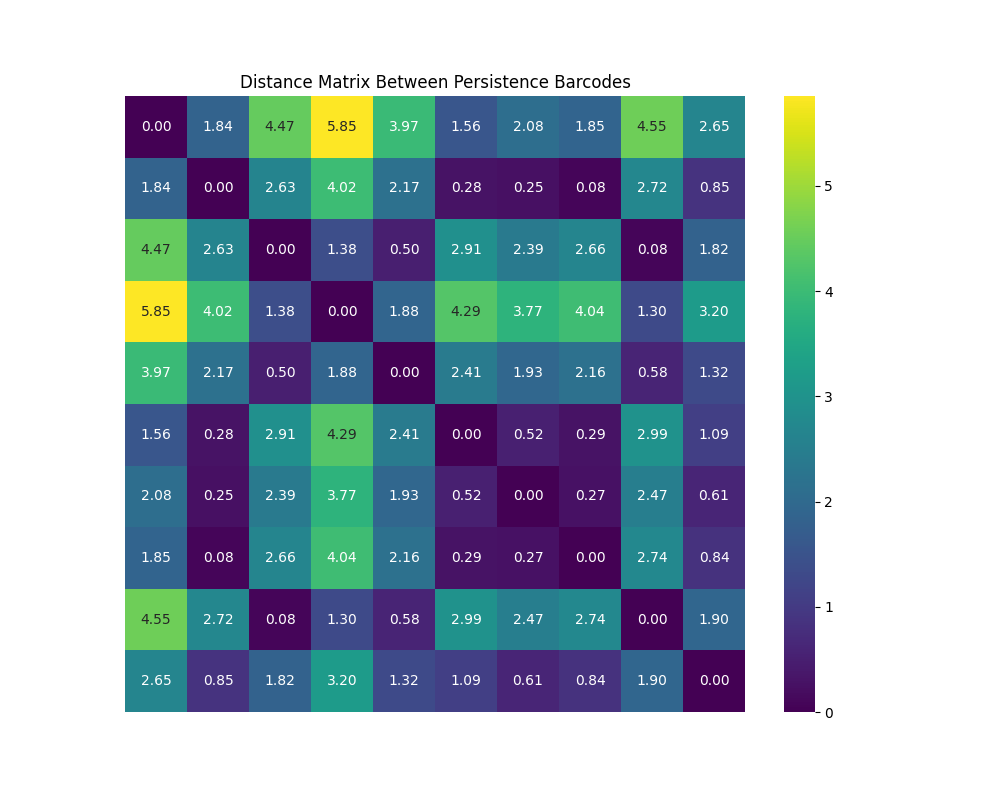 Distance Matrix Between Persistence Barcodes
0.00 1.84 4.47 5.85 3.97 1.56 2.08 1.85 4.55 2.65
1.84 0.00 2.63 4.02 2.17 0.28 0.25 0.08 2.72 0.85
4.47 2.63 0.00 1.38 0.50 2.91 2.39 2.66 0.08 1.82
5.85 4.02 1.38 0.00 1.88 4.29 3.77 4.04 1.30 3.20
3.97 2.17 0.50 1.88 0.00 2.41 1.93 2.16 0.58 1.32
1.56 0.28 2.91 4.29 2.41 0.00 0.52 0.29 2.99 1.09
2.08 0.25 2.39 3.77 1.93 0.52 0.00 0.27 2.47 0.61
1.85 0.08 2.66 4.04 2.16 0.29 0.27 0.00 2.74 0.84
4.55 2.72 0.08 1.30 0.58 2.99 2.47 2.74 0.00 1.90
2.65 0.85 1.82 3.20 1.32 1.09 0.61 0.84 1.90 0.00
5
4
3
2
1
0